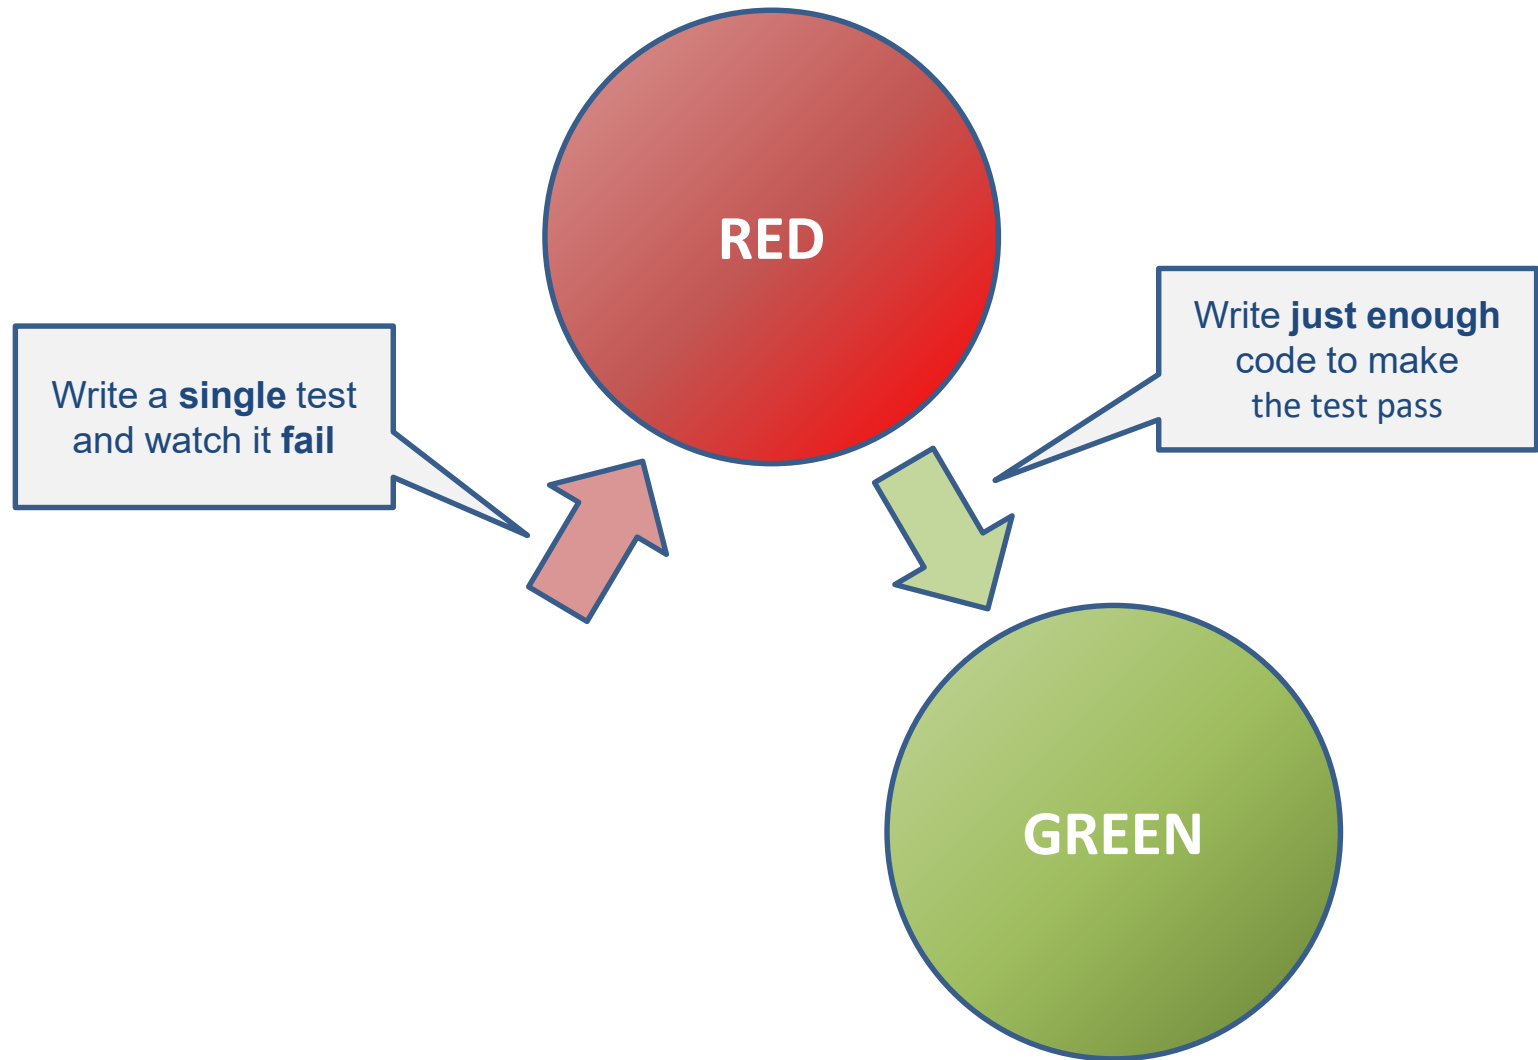 RED
Write a single test
and watch it fail
Write just enough
code to make
the test pass
GREEN